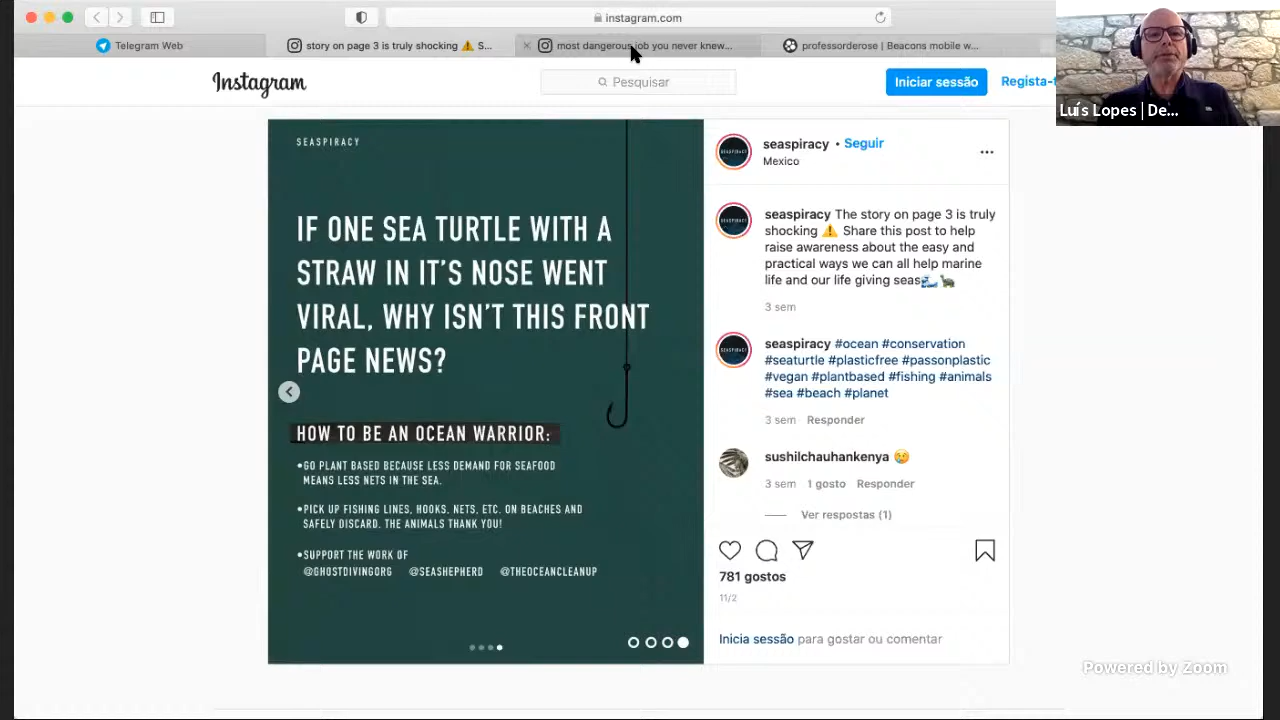 instagram.com
Telegram Web
story on page 3 is truly shocking ⚠️ S...
most dangerous job you never knew...
professorderose | Beacons mobile w...
Luís Lopes | De...
Instagram
Pesquisar
Iniciar sessão
Regista-t
SEASPIRACY
IF ONE SEA TURTLE WITH A
STRAW IN IT'S NOSE WENT
VIRAL, WHY ISN'T THIS FRONT
PAGE NEWS?
HOW TO BE AN OCEAN WARRIOR:
•GO PLANT BASED BECAUSE LESS DEMAND FOR SEAFOOD
MEANS LESS NETS IN THE SEA.
•PICK UP FISHING LINES, HOOKS, NETS, ETC. ON BEACHES AND
SAFELY DISCARD. THE ANIMALS THANK YOU!
•SUPPORT THE WORK OF
@GHOSTDIVINGORG @SEASHEPHERD @THEOCEANCLEANUP
seaspiracy • Seguir
Mexico
seaspiracy The story on page 3 is truly
shocking ⚠️ Share this post to help
raise awareness about the easy and
practical ways we can all help marine
life and our life giving seas🌊🐢
3 sem
seaspiracy #ocean #conservation
#seaturtle #plasticfree #passonplastic
#vegan #plantbased #fishing #animals
#sea #beach #planet
3 sem Responder
sushilchauhankenya 😢
3 sem 1 gosto Responder
Ver respostas (1)
781 gostos
11/2
Inicia sessão para gostar ou comentar
Powered by Zoom